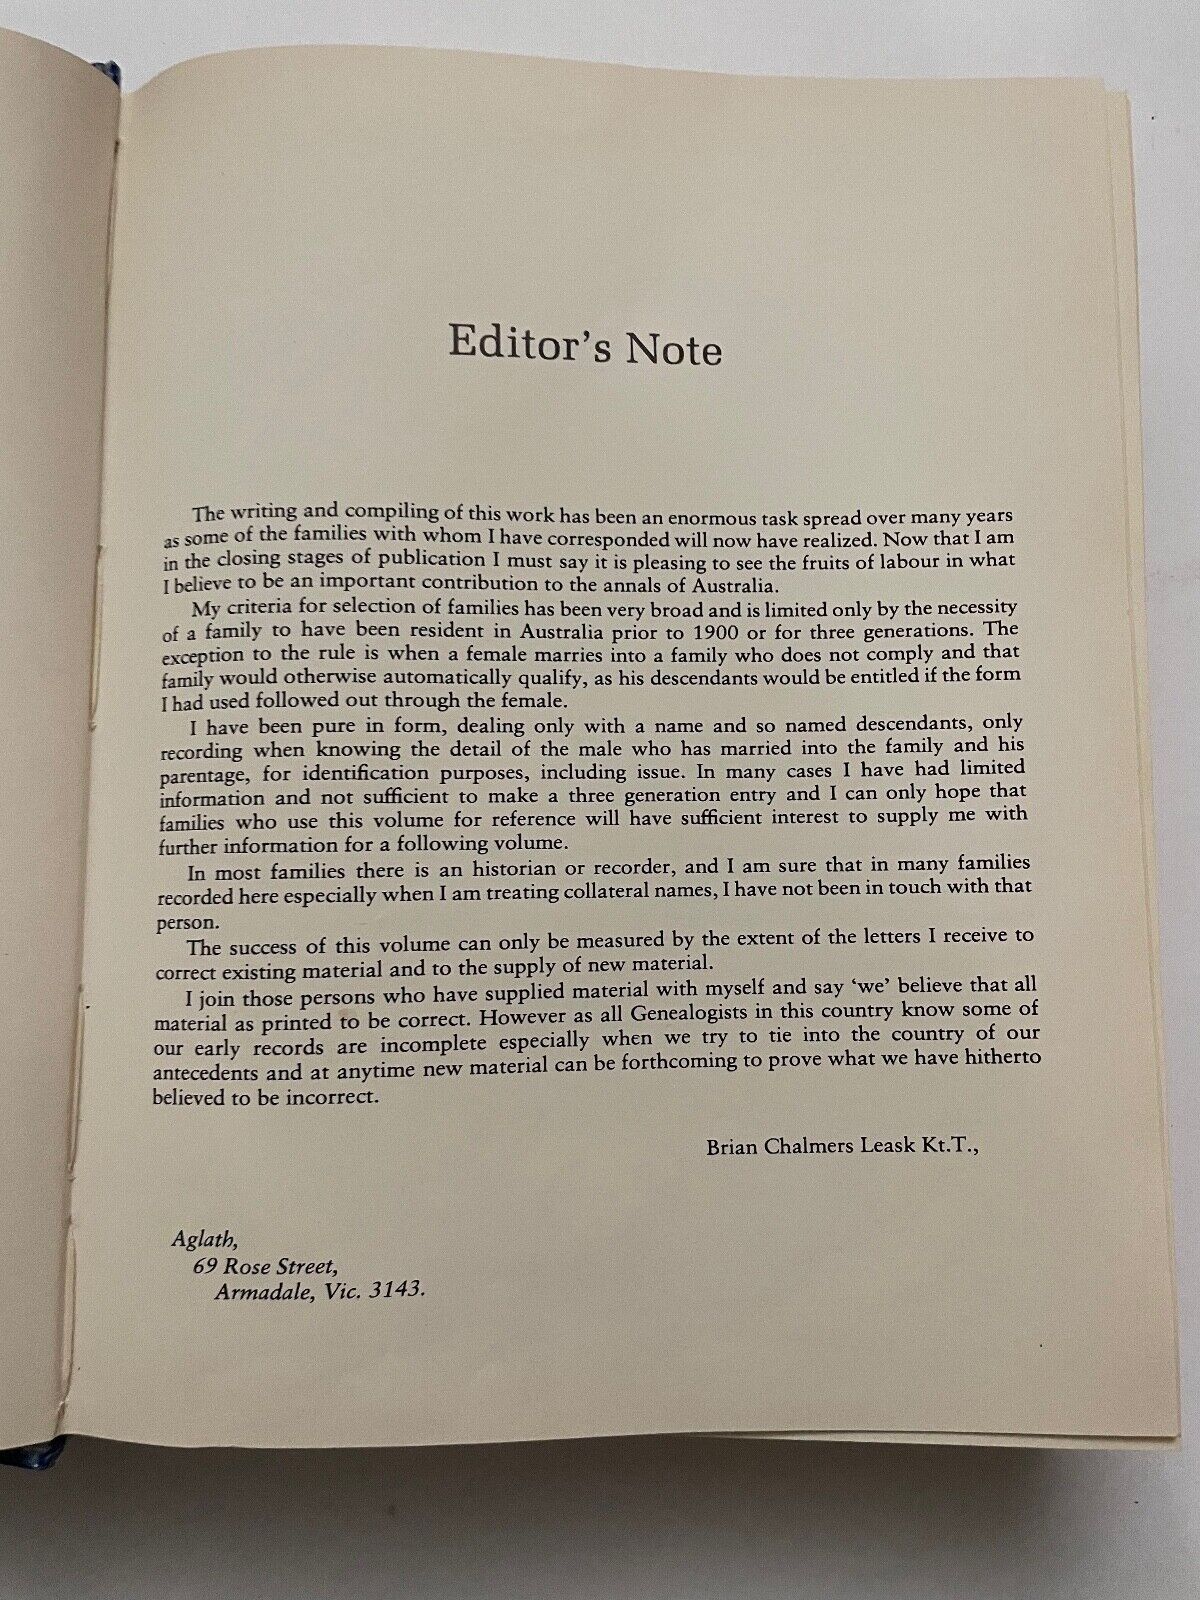 Editor's Note
The writing and compiling of this work has been an enormous task spread over many years
as some of the families with whom I have corresponded will now have realized. Now that I am
in the closing stages of publication I must say it is pleasing to see the fruits of labour in what
I believe to be an important contribution to the annals of Australia.
My criteria for selection of families has been very broad and is limited only by the necessity
of a family to have been resident in Australia prior to 1900 or for three generations. The
exception to the rule is when a female marries into a family who does not comply and that
family would otherwise automatically qualify, as his descendants would be entitled if the form
I had used followed out through the female.
I have been pure in form, dealing only with a name and so named descendants, only
recording when knowing the detail of the male who has married into the family and his
parentage, for identification purposes, including issue. In many cases I have had limited
information and not sufficient to make a three generation entry and I can only hope that
families who use this volume for reference will have sufficient interest to supply me with
further information for a following volume.
In most families there is an historian or recorder, and I am sure that in many families
recorded here especially when I am treating collateral names, I have not been in touch with that
person.
The success of this volume can only be measured by the extent of the letters I receive to
correct existing material and to the supply of new material.
I join those persons who have supplied material with myself and say 'we' believe that all
material as printed to be correct. However as all Genealogists in this country know some of
our early records are incomplete especially when we try to tie into the country of our
antecedents and at anytime new material can be forthcoming to prove what we have hitherto
believed to be incorrect.
Brian Chalmers Leask Kt.T.,
Aglath,
69 Rose Street,
Armadale, Vic. 3143.